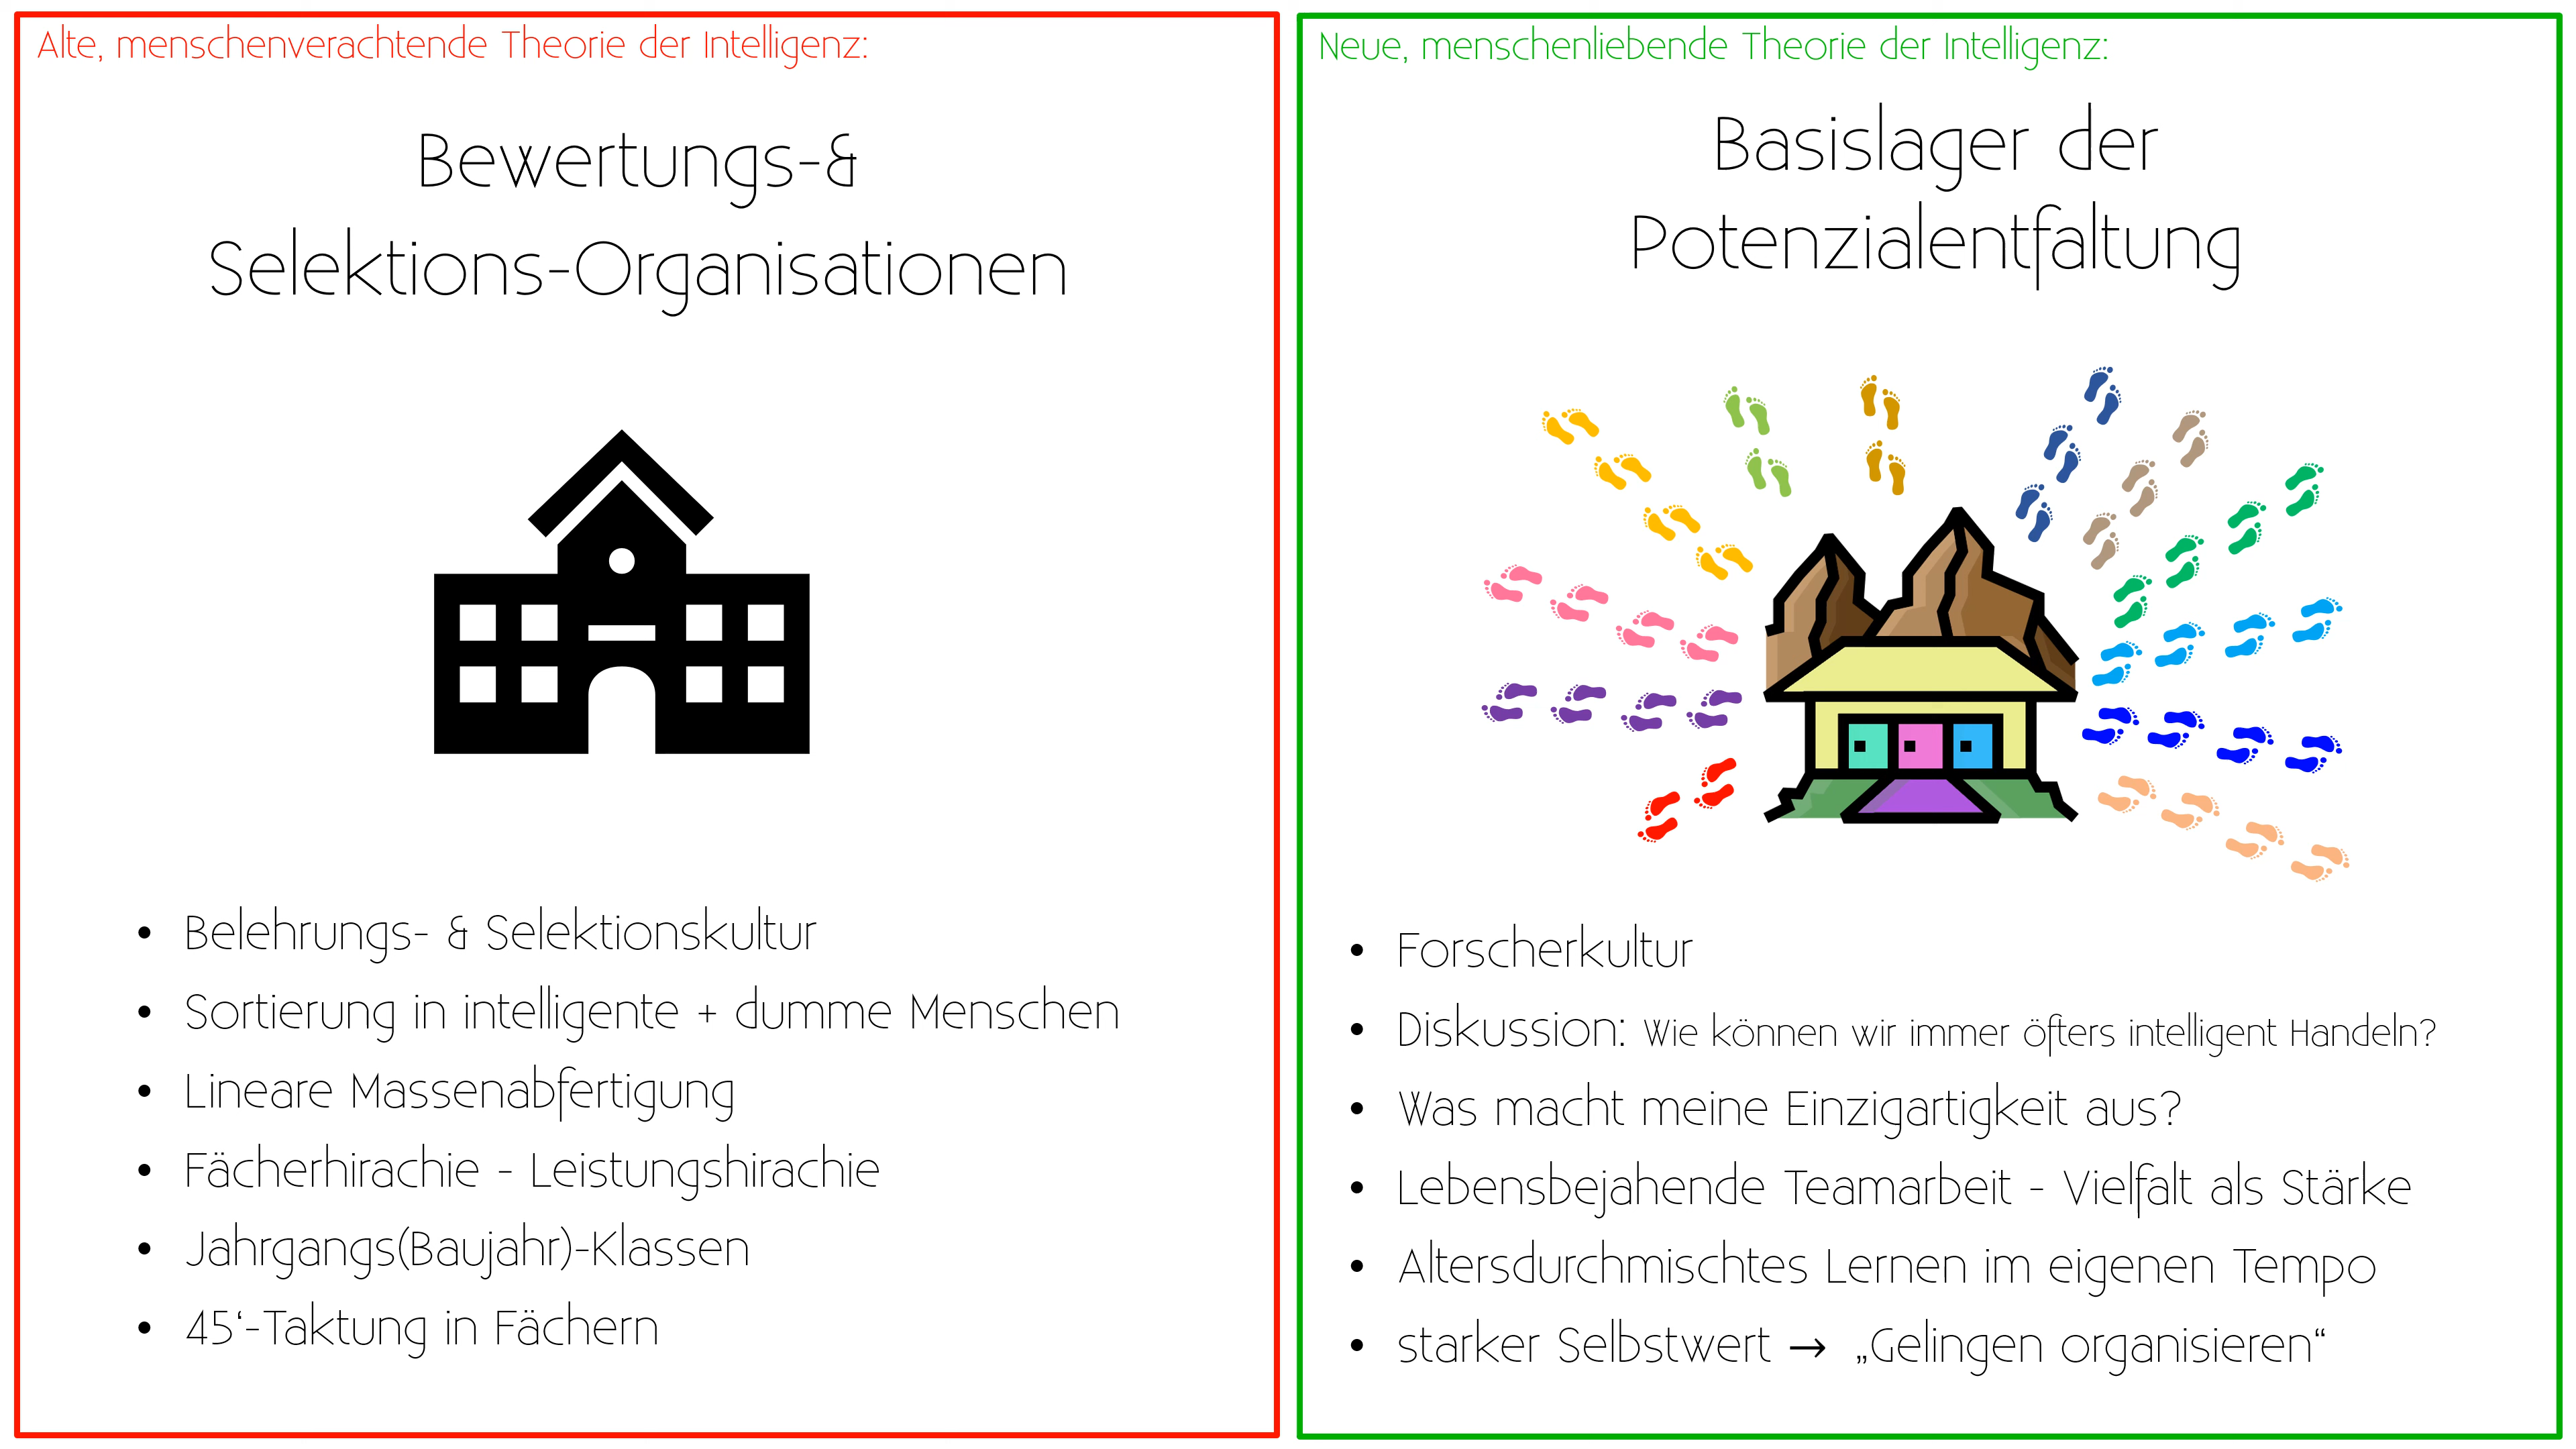 Alte, menschenverachtende Theorie der Intelligenz:
Bewertungs-&
Selektions-Organisationen
• Belehrungs- & Selektionskultur
• Sortierung in intelligente + dumme Menschen
• Lineare Massenabfertigung
• Fächerhirachie - Leistungshirachie
• Jahrgangs(Baujahr)-Klassen
• 45‘-Taktung in Fächern
Neue, menschenliebende Theorie der Intelligenz:
Basislager der
Potenzialentfaltung
• Forscherkultur
• Diskussion: Wie können wir immer öfters intelligent Handeln?
• Was macht meine Einzigartigkeit aus?
• Lebensbejahende Teamarbeit - Vielfalt als Stärke
• Altersdurchmischtes Lernen im eigenen Tempo
• starker Selbstwert → „Gelingen organisieren“